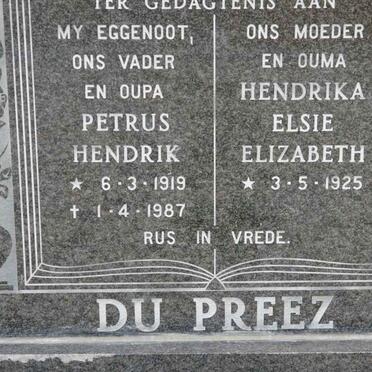 TER GEDAGTENIS AAN
MY EGGENOOT,
ONS VADER
EN OUPA
PETRUS
HENDRIK
★ 6·3·1919
✝ 1·4·1987
ONS MOEDER
EN OUMA
HENDRIKA
ELSIE
ELIZABETH
★ 3·5·1925
RUS IN VREDE.
DU PREEZ